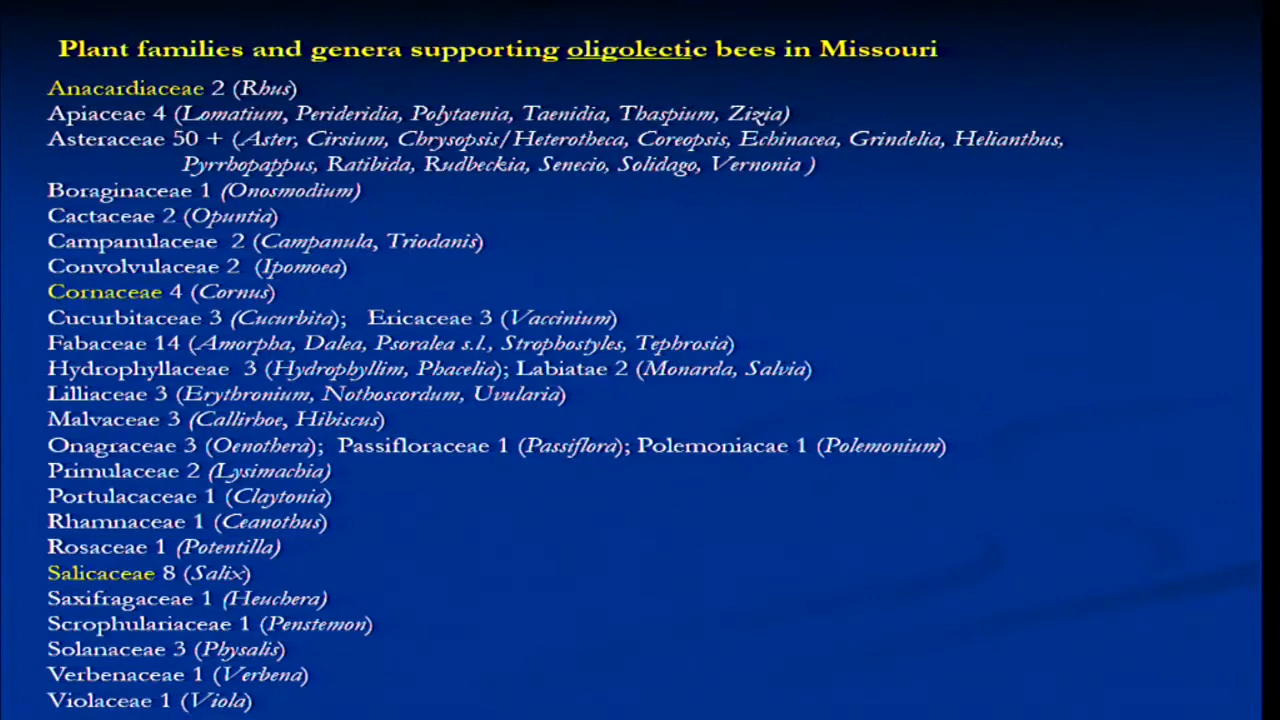 Plant families and genera supporting oligolectic bees in Missouri
Anacardiaceae 2 (Rhus)
Apiaceae 4 (Lomatium, Perideridia, Polytaenia, Taenidia, Thaspium, Zizia)
Asteraceae 50 + (Aster, Cirsium, Chrysopsis/Heterotheca, Coreopsis, Echinacea, Grindelia, Helianthus,
Pyrrhopappus, Ratibida, Rudbeckia, Senecio, Solidago, Vernonia )
Boraginaceae 1 (Onosmodium)
Cactaceae 2 (Opuntia)
Campanulaceae 2 (Campanula, Triodanis)
Convolvulaceae 2 (Ipomoea)
Cornaceae 4 (Cornus)
Cucurbitaceae 3 (Cucurbita); Ericaceae 3 (Vaccinium)
Fabaceae 14 (Amorpha, Dalea, Psoralea s.l., Strophostyles, Tephrosia)
Hydrophyllaceae 3 (Hydrophyllim, Phacelia); Labiatae 2 (Monarda, Salvia)
Lilliaceae 3 (Erythronium, Nothoscordum, Uvularia)
Malvaceae 3 (Callirhoe, Hibiscus)
Onagraceae 3 (Oenothera); Passifloraceae 1 (Passiflora); Polemoniacae 1 (Polemonium)
Primulaceae 2 (Lysimachia)
Portulacaceae 1 (Claytonia)
Rhamnaceae 1 (Ceanothus)
Rosaceae 1 (Potentilla)
Salicaceae 8 (Salix)
Saxifragaceae 1 (Heuchera)
Scrophulariaceae 1 (Penstemon)
Solanaceae 3 (Physalis)
Verbenaceae 1 (Verbena)
Violaceae 1 (Viola)